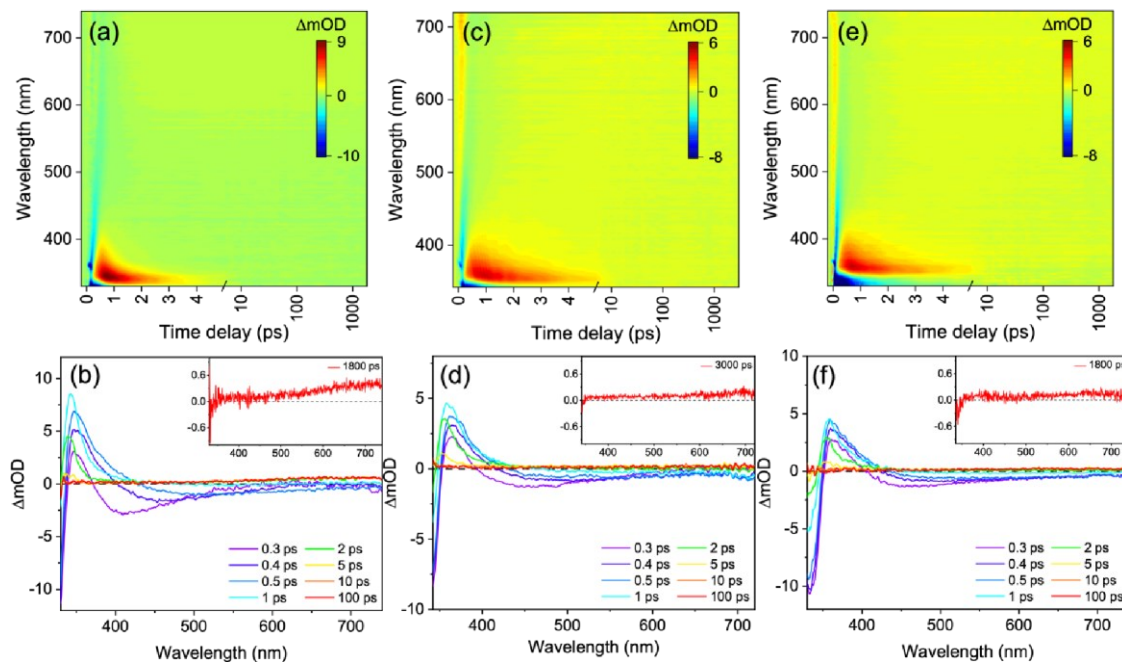 (a)
ΔmOD
9
0
-10
700
600
500
400
Wavelength (nm)
0 1 2 3 4 10 100 1000
Time delay (ps)
(c)
ΔmOD
6
0
-8
700
600
500
400
Wavelength (nm)
0 1 2 3 4 10 100 1000
Time delay (ps)
(e)
ΔmOD
6
0
-8
700
600
500
400
Wavelength (nm)
0 1 2 3 4 10 100 1000
Time delay (ps)
(b)
1800 ps
0.6
0.0
-0.6
400 500 600 700
10
5
0
-5
-10
ΔmOD
0.3 ps 2 ps
0.4 ps 5 ps
0.5 ps 10 ps
1 ps 100 ps
400 500 600 700
Wavelength (nm)
(d)
3000 ps
0.6
0.0
-0.6
400 500 600 700
10
5
0
-5
-10
ΔmOD
0.3 ps 2 ps
0.4 ps 5 ps
0.5 ps 10 ps
1 ps 100 ps
400 500 600 700
Wavelength (nm)
(f)
1800 ps
0.6
0.0
-0.6
400 500 600 700
10
5
0
-5
-10
ΔmOD
0.3 ps 2 ps
0.4 ps 5 ps
0.5 ps 10 ps
1 ps 100 ps
400 500 600 700
Wavelength (nm)